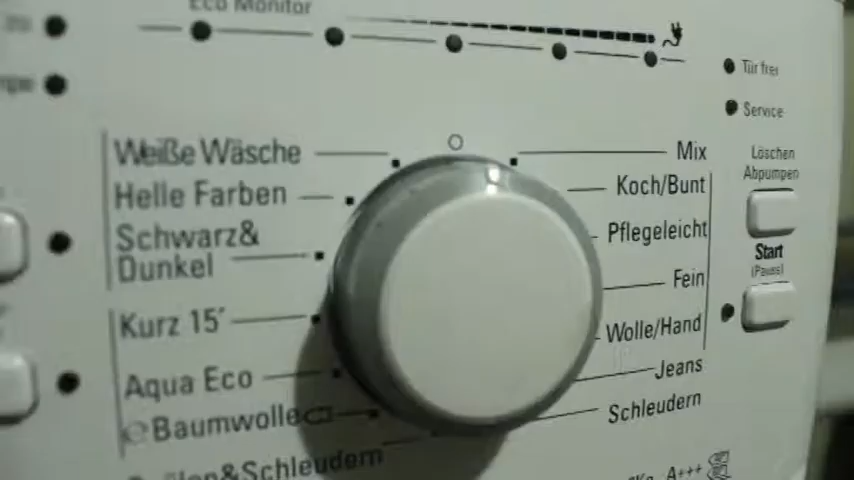 Eco Monitor
Tür frei
Service
Weiße Wäsche
Mix
Löschen
Abpumpen
Helle Farben
Koch/Bunt
Schwarz&
Dunkel
Pflegeleicht
Start
(Pause)
Fein
Kurz 15'
Wolle/Hand
Aqua Eco
Jeans
Baumwolle
Schleudern
&Schleudern
A+++